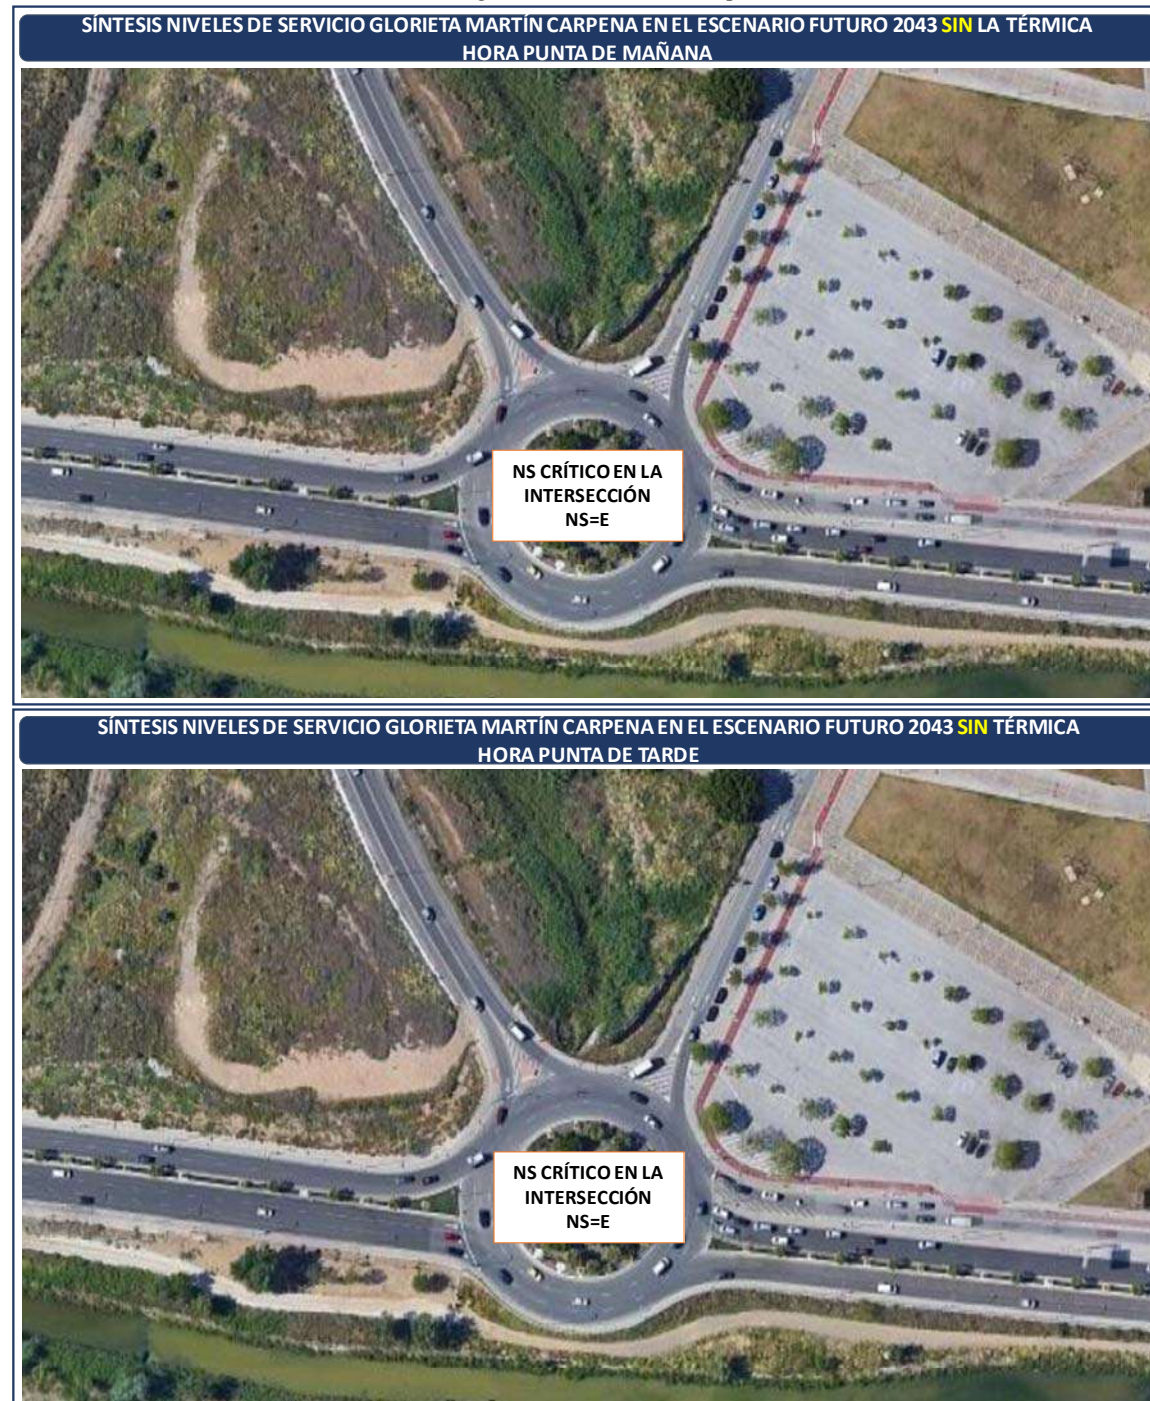 SÍNTESIS NIVELES DE SERVICIO GLORIETA MARTÍN CARPENA EN EL ESCENARIO FUTURO 2043 SIN LA TÉRMICA
HORA PUNTA DE MAÑANA
NS CRÍTICO EN LA
INTERSECCIÓN
NS=E
SÍNTESIS NIVELES DE SERVICIO GLORIETA MARTÍN CARPENA EN EL ESCENARIO FUTURO 2043 SIN TÉRMICA
HORA PUNTA DE TARDE
NS CRÍTICO EN LA
INTERSECCIÓN
NS=E